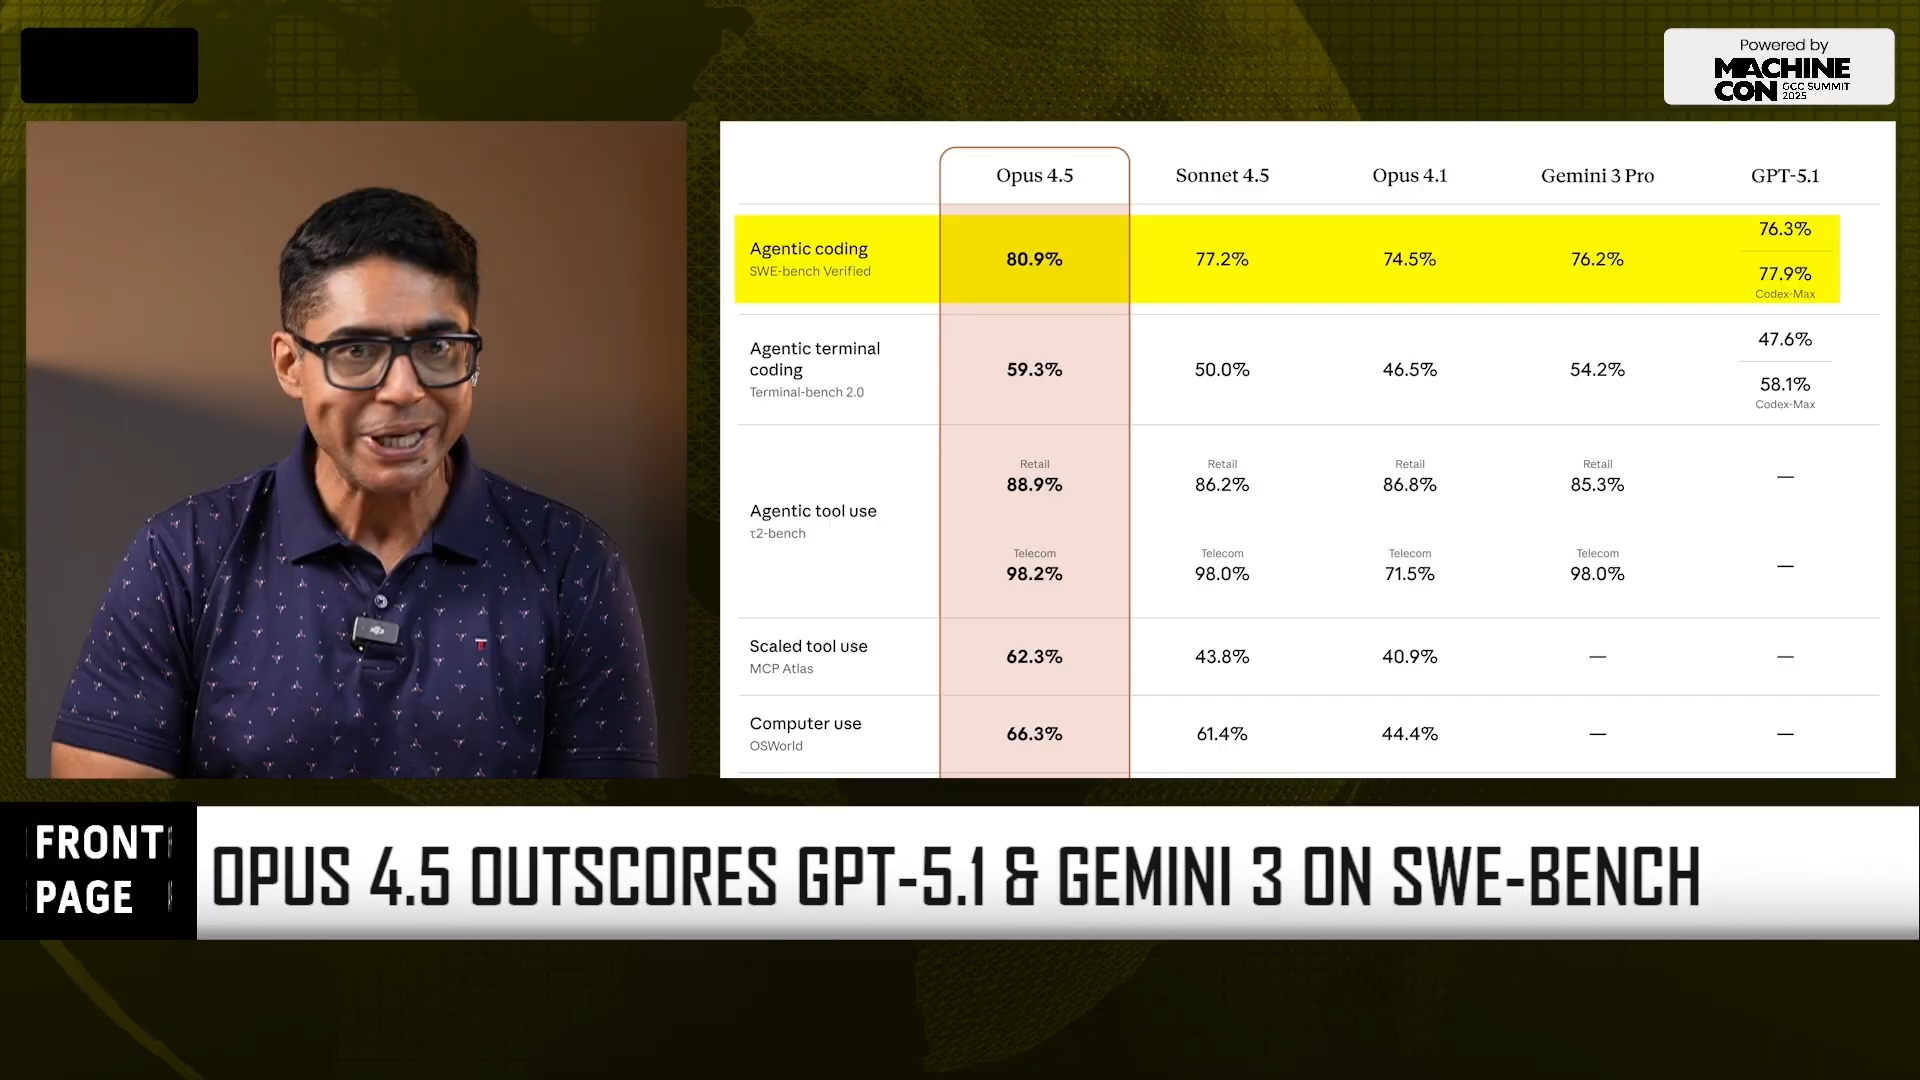 Powered by
MACHINE
CON GCC SUMMIT
2025
Opus 4.5 Sonnet 4.5 Opus 4.1 Gemini 3 Pro GPT-5.1
Agentic coding
SWE-bench Verified
80.9% 77.2% 74.5% 76.2% 76.3%
77.9%
Codex-Max
Agentic terminal
coding
Terminal-bench 2.0
59.3% 50.0% 46.5% 54.2% 47.6%
58.1%
Codex-Max
Agentic tool use
τ2-bench
Retail Retail Retail Retail
88.9% 86.2% 86.8% 85.3% —
Telecom Telecom Telecom Telecom
98.2% 98.0% 71.5% 98.0% —
Scaled tool use
MCP Atlas
62.3% 43.8% 40.9% — —
Computer use
OSWorld
66.3% 61.4% 44.4% — —
FRONT
PAGE
OPUS 4.5 OUTSCORES GPT-5.1 & GEMINI 3 ON SWE-BENCH